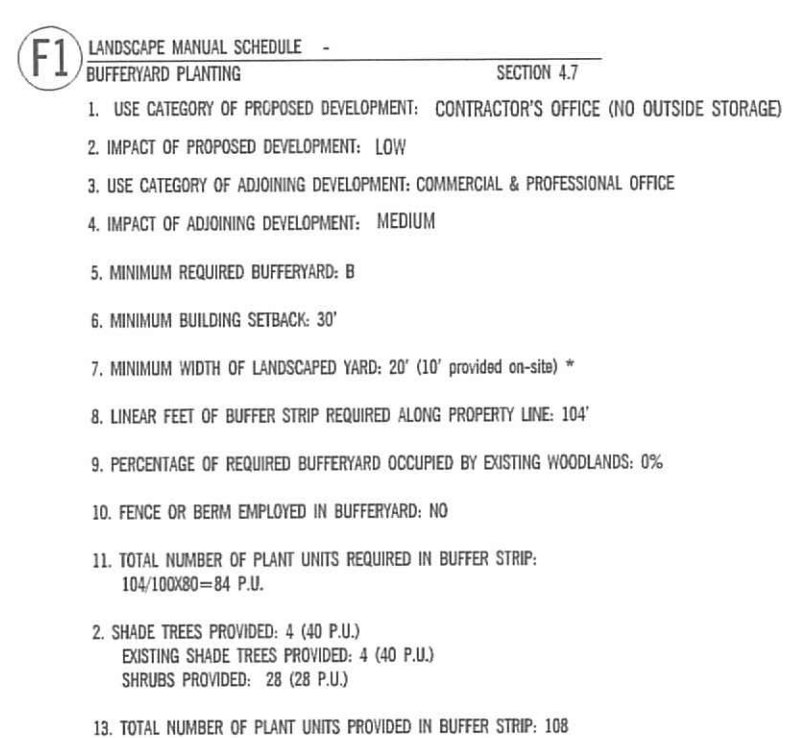 F1 LANDSCAPE MANUAL SCHEDULE -
BUFFERYARD PLANTING SECTION 4.7
1. USE CATEGORY OF PROPOSED DEVELOPMENT: CONTRACTOR'S OFFICE (NO OUTSIDE STORAGE)
2. IMPACT OF PROPOSED DEVELOPMENT: LOW
3. USE CATEGORY OF ADJOINING DEVELOPMENT: COMMERCIAL & PROFESSIONAL OFFICE
4. IMPACT OF ADJOINING DEVELOPMENT: MEDIUM
5. MINIMUM REQUIRED BUFFERYARD: B
6. MINIMUM BUILDING SETBACK: 30'
7. MINIMUM WIDTH OF LANDSCAPED YARD: 20' (10' provided on-site) *
8. LINEAR FEET OF BUFFER STRIP REQUIRED ALONG PROPERTY LINE: 104'
9. PERCENTAGE OF REQUIRED BUFFERYARD OCCUPIED BY EXISTING WOODLANDS: 0%
10. FENCE OR BERM EMPLOYED IN BUFFERYARD: NO
11. TOTAL NUMBER OF PLANT UNITS REQUIRED IN BUFFER STRIP:
104/100X80=84 P.U.
2. SHADE TREES PROVIDED: 4 (40 P.U.)
EXISTING SHADE TREES PROVIDED: 4 (40 P.U.)
SHRUBS PROVIDED: 28 (28 P.U.)
13. TOTAL NUMBER OF PLANT UNITS PROVIDED IN BUFFER STRIP: 108